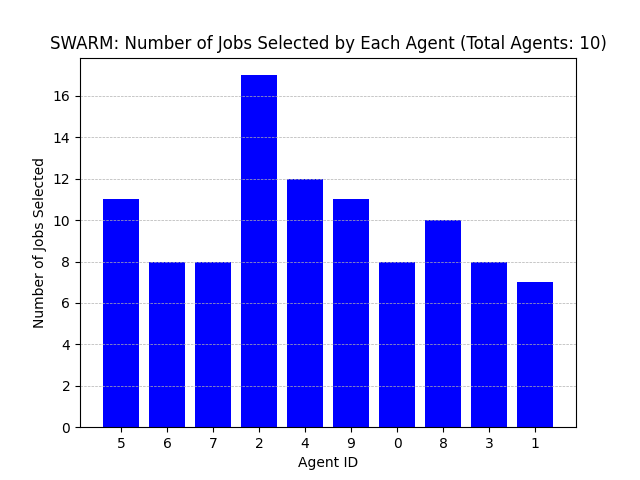 SWARM: Number of Jobs Selected by Each Agent (Total Agents: 10)
Number of Jobs Selected
16
14
12
10
8
6
4
2
0
5 6 7 2 4 9 0 8 3 1
Agent ID